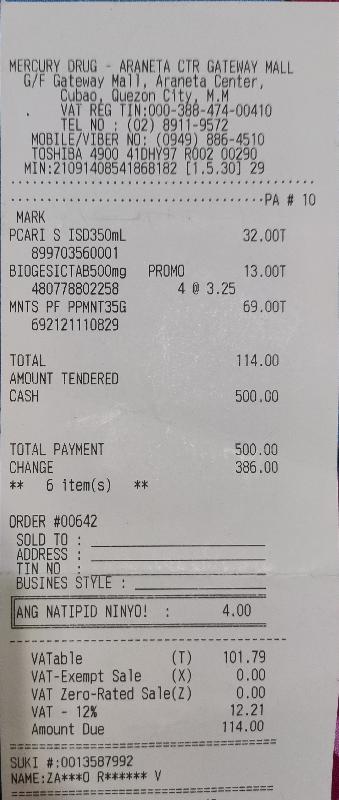 MERCURY DRUG - ARANETA CTR GATEWAY MALL
G/F Gateway Mall, Araneta Center,
Cubao, Quezon City, M.M
VAT REG TIN:000-388-474-00410
TEL NO : (02) 8911-9572
MOBILE/VIBER NO: (0949) 886-4510
TOSHIBA 4900 41DHY97 R002 00290
MIN:21091408541868182 [1.5.30] 29
PA # 10
MARK
PCARI S ISD350mL 32.00T
899703560001
BIOGESICTAB500mg PROMO 13.00T
480778802258 4 @ 3.25
MNTS PF PPMNT35G 69.00T
692121110829
TOTAL 114.00
AMOUNT TENDERED
CASH 500.00
TOTAL PAYMENT 500.00
CHANGE 386.00
** 6 item(s) **
ORDER #00642
SOLD TO :
ADDRESS :
TIN NO :
BUSINES STYLE :
ANG NATIPID NINYO! : 4.00
VATable (T) 101.79
VAT-Exempt Sale (X) 0.00
VAT Zero-Rated Sale(Z) 0.00
VAT - 12% 12.21
Amount Due 114.00
SUKI #:0013587992
NAME:ZA***O R****** V